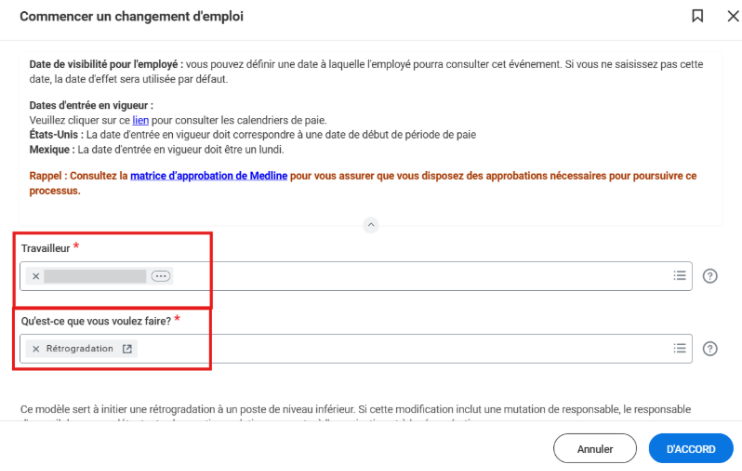 Commencer un changement d'emploi
Date de visibilité pour l'employé : vous pouvez définir une date à laquelle l'employé pourra consulter cet événement. Si vous ne saisissez pas cette
date, la date d'effet sera utilisée par défaut.
Dates d'entrée en vigueur :
Veuillez cliquer sur ce lien pour consulter les calendriers de paie.
États-Unis : La date d'entrée en vigueur doit correspondre à une date de début de période de paie
Mexique : La date d'entrée en vigueur doit être un lundi.
Rappel : Consultez la matrice d'approbation de Medline pour vous assurer que vous disposez des approbations nécessaires pour poursuivre ce
processus.
Travailleur *
Qu'est-ce que vous voulez faire? *
Rétrogradation
Ce modèle sert à initier une rétrogradation à un poste de niveau inférieur. Si cette modification inclut une mutation de responsable, le responsable
Annuler
D'ACCORD